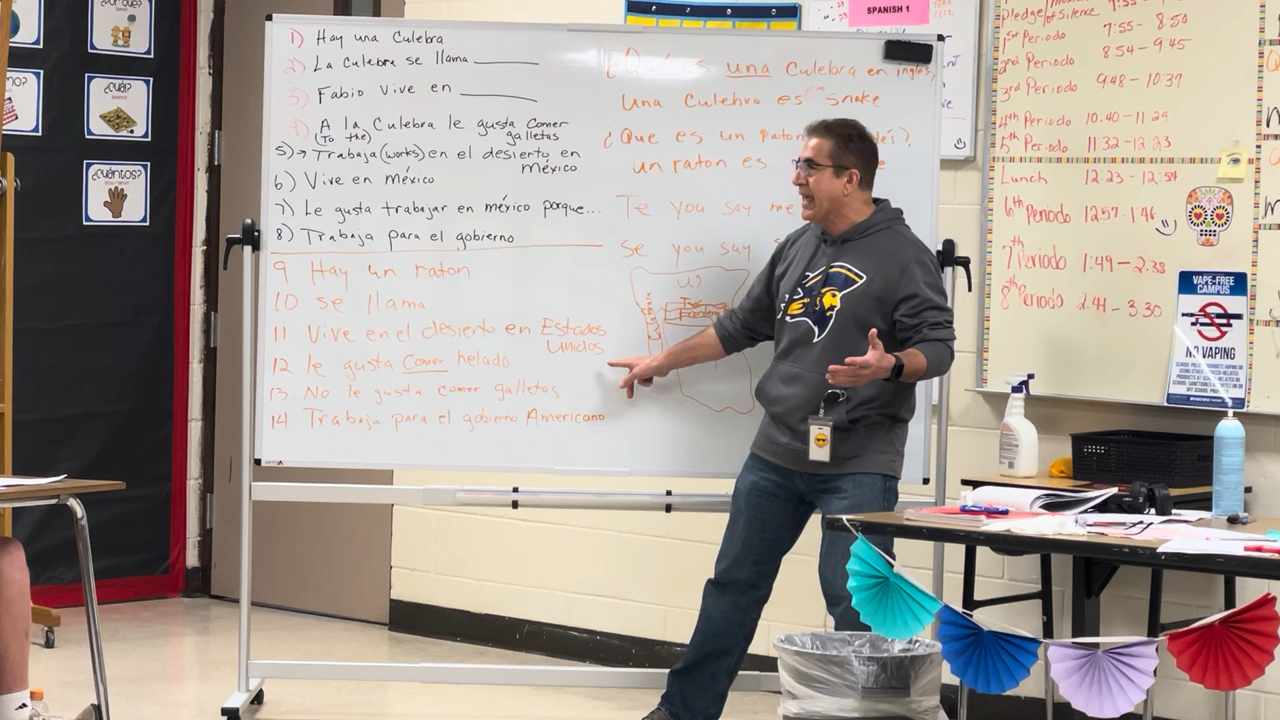 ¿por qué?
¿cuál?
¿cuántos?
1) Hay una Culebra
2) La Culebra se llama
3) Fabio Vive en
4) A la Culebra le gusta Comer
(To the) galletas
5) → Trabaja (works) en el desierto en
méxico
6) Vive en México
7) Le gusta trabajar en méxico porque...
8) Trabaja para el gobierno
9 Hay un raton
10 se llama
11 Vive en el desierto en Estados
Unidos
12 le gusta Comer helado
13. No le gusta comer galletas
14 Trabaja para el gobierno Americano
¿Qué es una Culebra en ingles
una Culebra es snake
¿Que es un raton
un raton es
Te you say me
se you say
SPANISH 1
Pledge/ of Silence 7:55
1st Periodo 7:55 - 8:50
2nd Periodo 8:54 - 9:45
3rd Periodo 9:48 - 10:37
4th Periodo 10:40 - 11:29
5th Periodo 11:32 - 12:23
Lunch 12:23 - 12:54
6th Periodo 12:57 - 1:46
7th Periodo 1:49 - 2:38
8th Periodo 2:41 - 3:30
VAPE-FREE
CAMPUS
NO VAPING